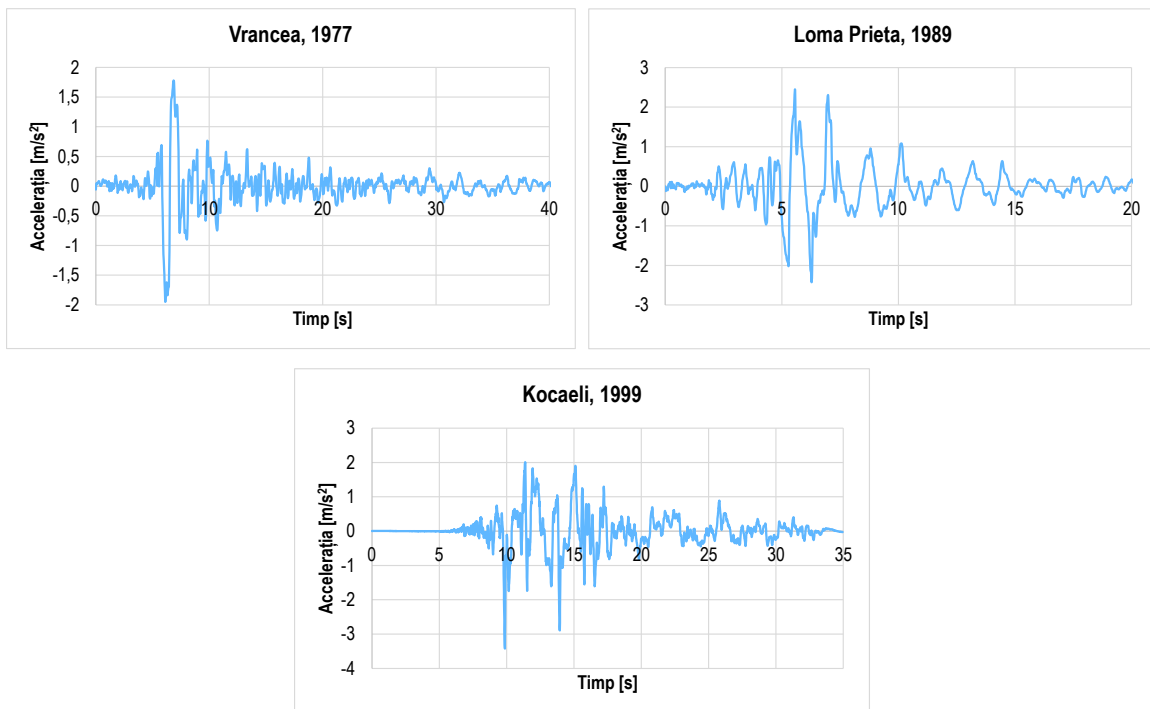 Vrancea, 1977
Accelerația [m/s²]
2
1,5
1
0,5
0
-0,5
-1
-1,5
-2
0 10 20 30 40
Timp [s]
Loma Prieta, 1989
Accelerația [m/s²]
3
2
1
0
-1
-2
-3
0 5 10 15 20
Timp [s]
Kocaeli, 1999
Accelerația [m/s²]
3
2
1
0
-1
-2
-3
-4
0 5 10 15 20 25 30 35
Timp [s]